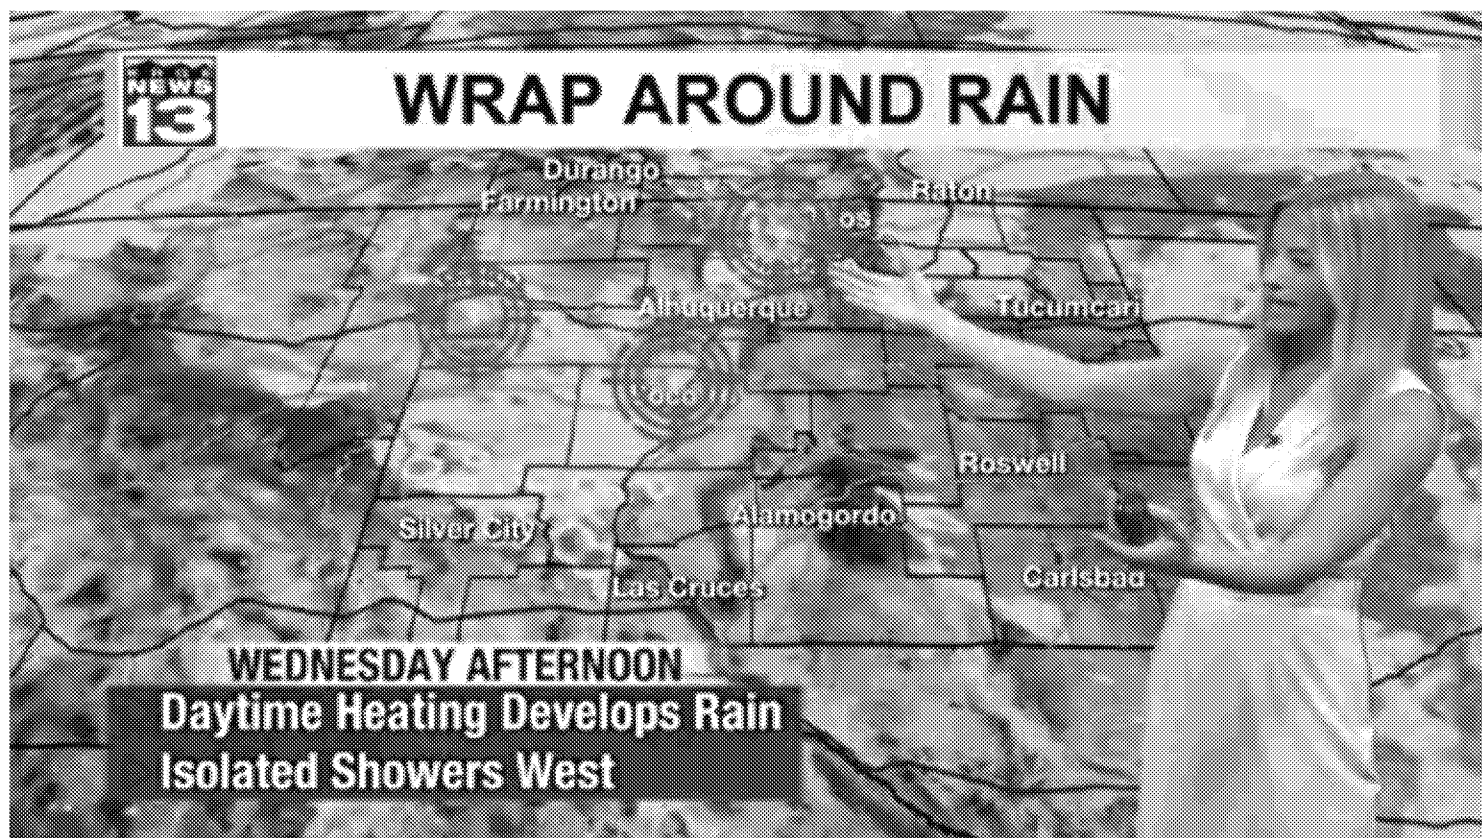 NEWS
13
WRAP AROUND RAIN
Durango
Farmington
Raton
os
Albuquerque
Tucumcari
Roswell
Silver City
Alamogordo
Las Cruces
Carlsbad
WEDNESDAY AFTERNOON
Daytime Heating Develops Rain
Isolated Showers West